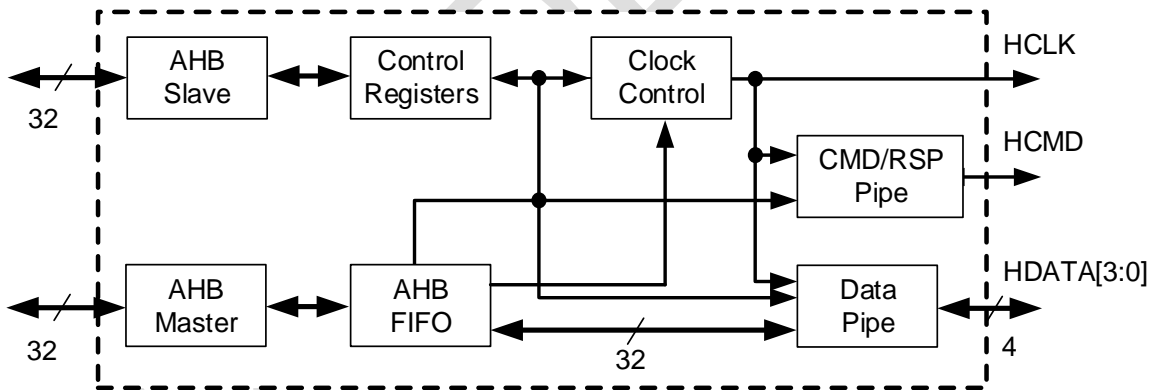 AHB
Slave
Control
Registers
Clock
Control
HCLK
32
CMD/RSP
Pipe
HCMD
AHB
Master
AHB
FIFO
Data
Pipe
HDATA[3:0]
32
32
4